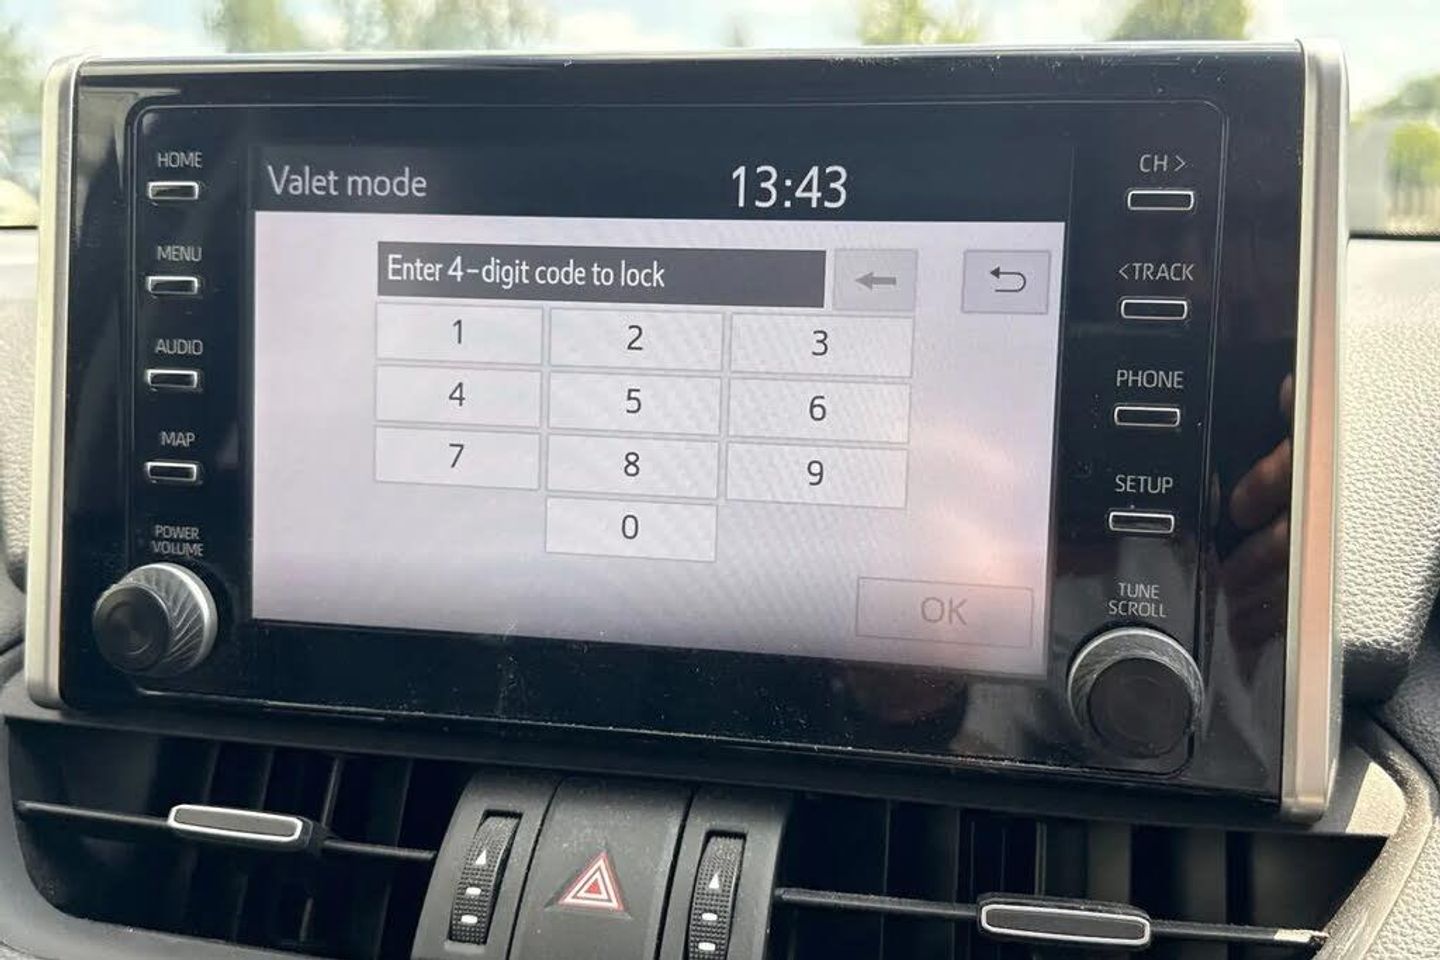 HOME
MENU
AUDIO
MAP
POWER
VOLUME
Valet mode 13:43
Enter 4-digit code to lock
1 2 3
4 5 6
7 8 9
0
OK
CH >
<TRACK
PHONE
SETUP
TUNE
SCROLL